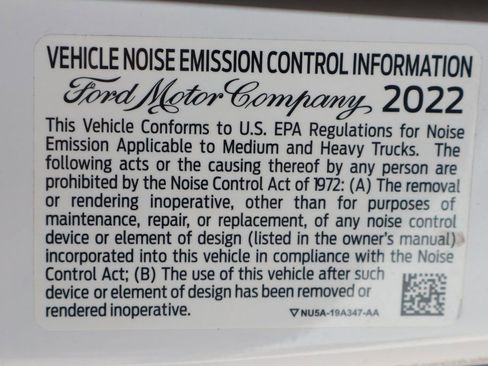 VEHICLE NOISE EMISSION CONTROL INFORMATION
Ford Motor Company 2022
This Vehicle Conforms to U.S. EPA Regulations for Noise
Emission Applicable to Medium and Heavy Trucks. The
following acts or the causing thereof by any person are
prohibited by the Noise Control Act of 1972: (A) The removal
or rendering inoperative, other than for purposes of
maintenance, repair, or replacement, of any noise control
device or element of design (listed in the owner's manual)
incorporated into this vehicle in compliance with the Noise
Control Act; (B) The use of this vehicle after such
device or element of design has been removed or
rendered inoperative.
NU5A-19A347-AA